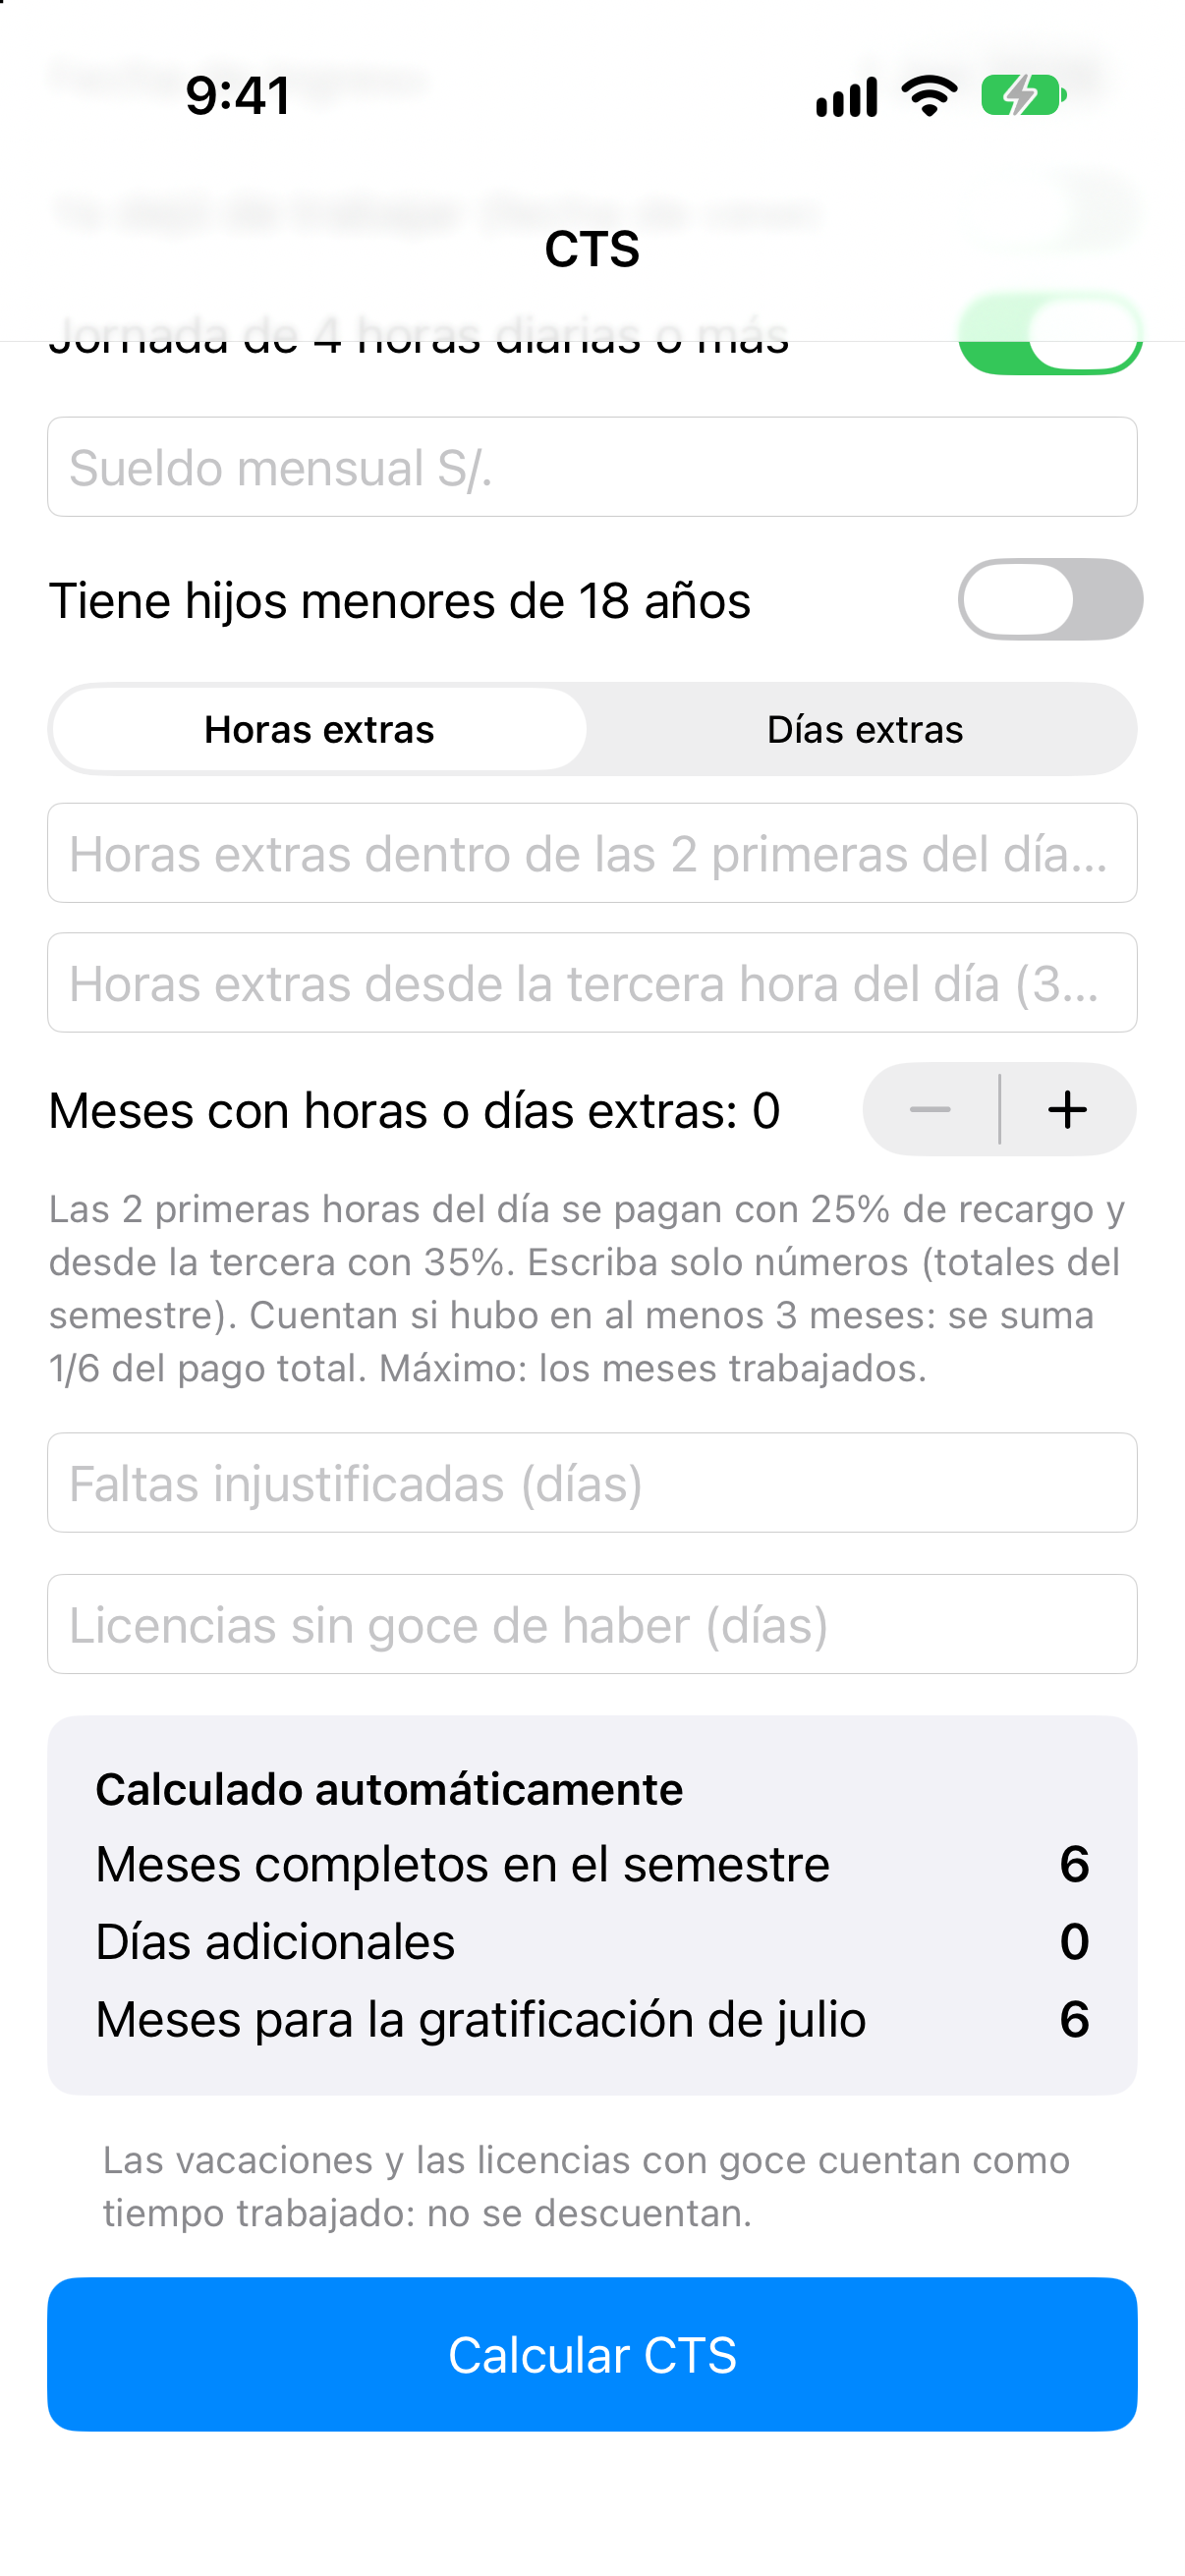 9:41
CTS
Jornada de 4 horas diarias o más
Sueldo mensual S/.
Tiene hijos menores de 18 años
Horas extras
Días extras
Horas extras dentro de las 2 primeras del día...
Horas extras desde la tercera hora del día (3...
Meses con horas o días extras: 0
Las 2 primeras horas del día se pagan con 25% de recargo y
desde la tercera con 35%. Escriba solo números (totales del
semestre). Cuentan si hubo en al menos 3 meses: se suma
1/6 del pago total. Máximo: los meses trabajados.
Faltas injustificadas (días)
Licencias sin goce de haber (días)
Calculado automáticamente
Meses completos en el semestre 6
Días adicionales 0
Meses para la gratificación de julio 6
Las vacaciones y las licencias con goce cuentan como
tiempo trabajado: no se descuentan.
Calcular CTS